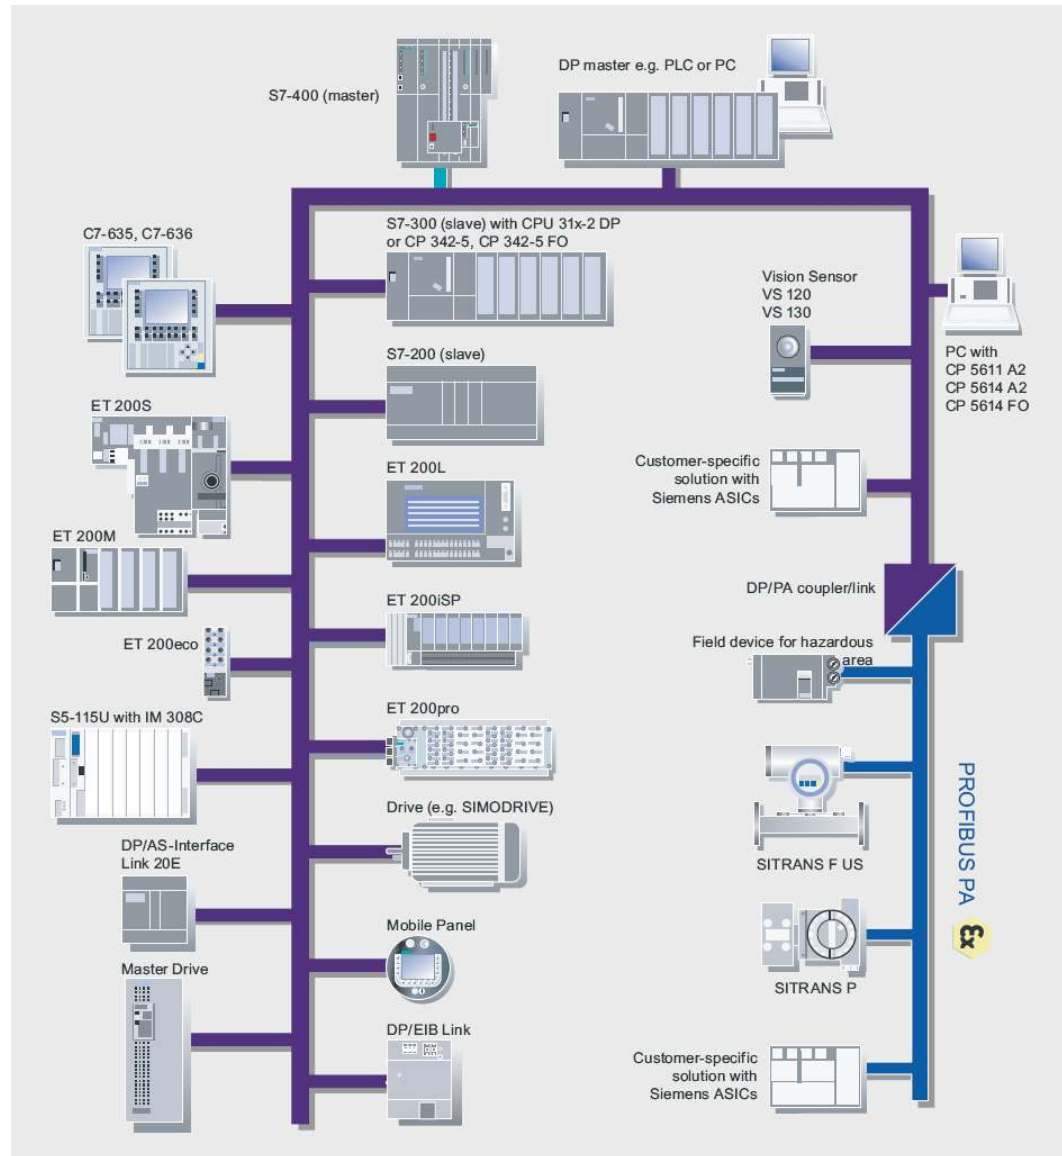 S7-400 (master)
DP master e.g. PLC or PC
C7-635, C7-636
S7-300 (slave) with CPU 31x-2 DP
or CP 342-5, CP 342-5 FO
Vision Sensor
VS 120
VS 130
PC with
CP 5611 A2
CP 5614 A2
CP 5614 FO
S7-200 (slave)
ET 200S
ET 200L
Customer-specific
solution with
Siemens ASICs
ET 200M
DP/PA coupler/link
ET 200iSP
ET 200eco
Field device for hazardous
area
S5-115U with IM 308C
ET 200pro
PROFIBUS PA
Ex
Drive (e.g. SIMODRIVE)
SITRANS F US
DP/AS-Interface
Link 20E
Mobile Panel
SITRANS P
Master Drive
DP/EIB Link
Customer-specific
solution with
Siemens ASICs